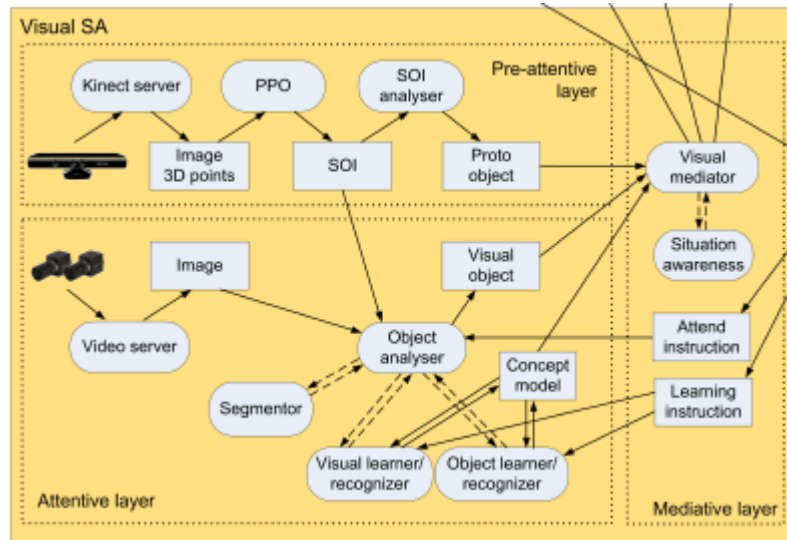 Visual SA
Pre-attentive
layer
Kinect server
PPO
SOI
analyser
Image
3D points
SOI
Proto
object
Visual
mediator
Situation
awareness
Image
Visual
object
Video server
Object
analyser
Attend
instruction
Concept
model
Learning
instruction
Segmentor
Visual learner/
recognizer
Object learner/
recognizer
Attentive layer
Mediative layer